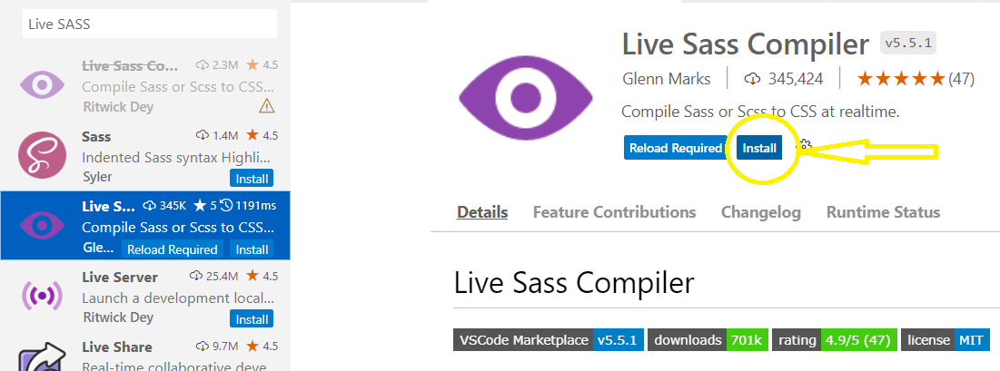 Live SASS
Live Sass Co... 2.3M ★ 4.5
Compile Sass or Scss to CSS...
Ritwick Dey
Sass 1.4M ★ 4.5
Indented Sass syntax Highli...
Syler
Install
Live S... 345K ★ 5 1191ms
Compile Sass or Scss to CSS...
Gle... Reload Required Install
Live Server 25.4M ★ 4.5
Launch a development local...
Ritwick Dey
Install
Live Share 9.7M ★ 4.5
Real-time collaborative deve...
Live Sass Compiler v5.5.1
Glenn Marks | 345,424 | ★★★★★(47)
Compile Sass or Scss to CSS at realtime.
Reload Required Install
Details Feature Contributions Changelog Runtime Status
Live Sass Compiler
VSCode Marketplace v5.5.1 downloads 701k rating 4.9/5 (47) license MIT